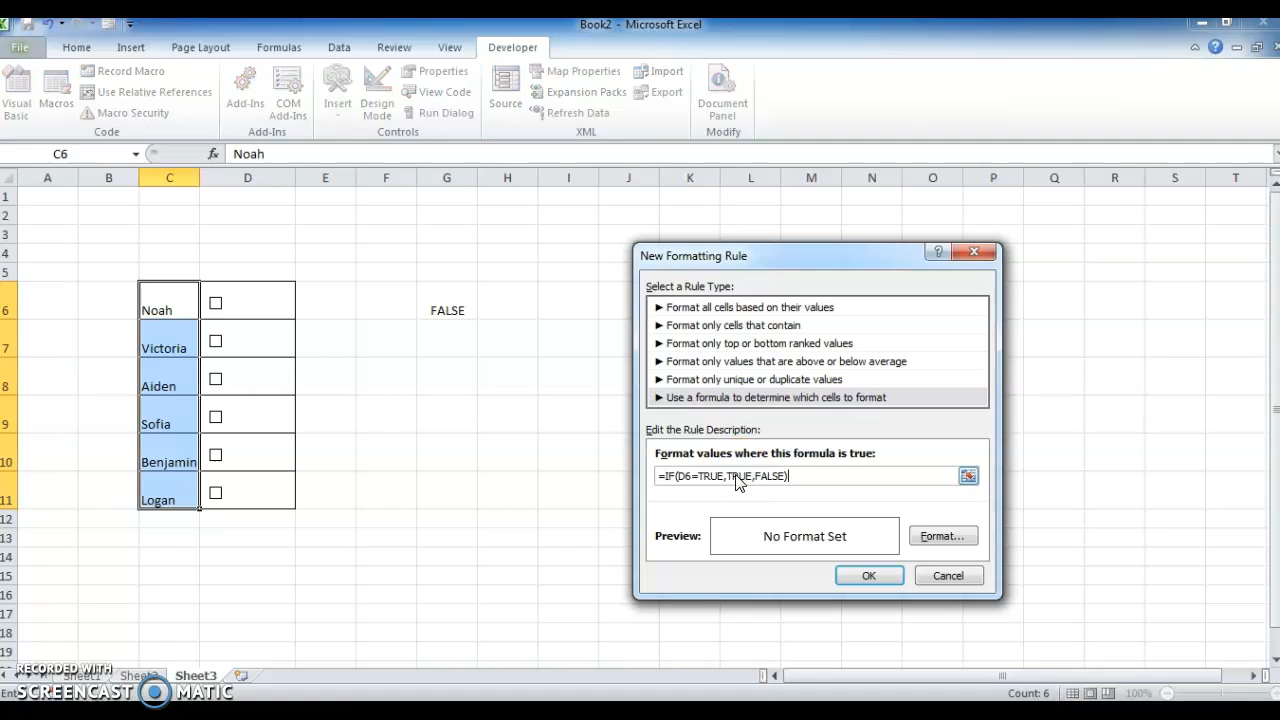 Book2 - Microsoft Excel
File Home Insert Page Layout Formulas Data Review View Developer
Visual Basic
Macros
Record Macro
Use Relative References
Macro Security
Code
Add-Ins
COM Add-Ins
Add-Ins
Insert
Design Mode
Properties
View Code
Run Dialog
Controls
Source
Map Properties
Expansion Packs
Refresh Data
Import
Export
XML
Document Panel
Modify
C6 fx Noah
A B C D E F G H I J K L M N O P Q R S T
1
2
3
4
5
6 Noah FALSE
7 Victoria
8 Aiden
9 Sofia
10 Benjamin
11 Logan
12
13
14
15
16
17
18
19
New Formatting Rule
Select a Rule Type:
► Format all cells based on their values
► Format only cells that contain
► Format only top or bottom ranked values
► Format only values that are above or below average
► Format only unique or duplicate values
► Use a formula to determine which cells to format
Edit the Rule Description:
Format values where this formula is true:
=IF(D6=TRUE,TRUE,FALSE)
Preview: No Format Set Format...
OK Cancel
RECORDED WITH
SCREENCAST MATIC
Sheet1 Sheet2 Sheet3
Count: 6 100%